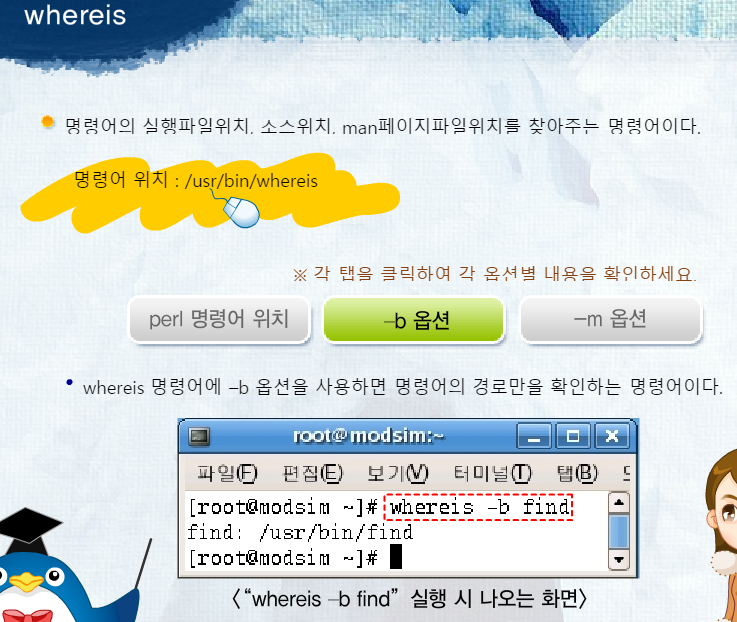 whereis
명령어의 실행파일위치, 소스위치, man페이지파일위치를 찾아주는 명령어이다.
명령어 위치 : /usr/bin/whereis
※ 각 탭을 클릭하여 각 옵션별 내용을 확인하세요.
perl 명령어 위치
–b 옵션
–m 옵션
whereis 명령어에 –b 옵션을 사용하면 명령어의 경로만을 확인하는 명령어이다.
root@modsim:~
파일(F) 편집(E) 보기(V) 터미널(T) 탭(B)
[root@modsim ~]# whereis -b find
find: /usr/bin/find
[root@modsim ~]#
〈“whereis –b find” 실행 시 나오는 화면〉